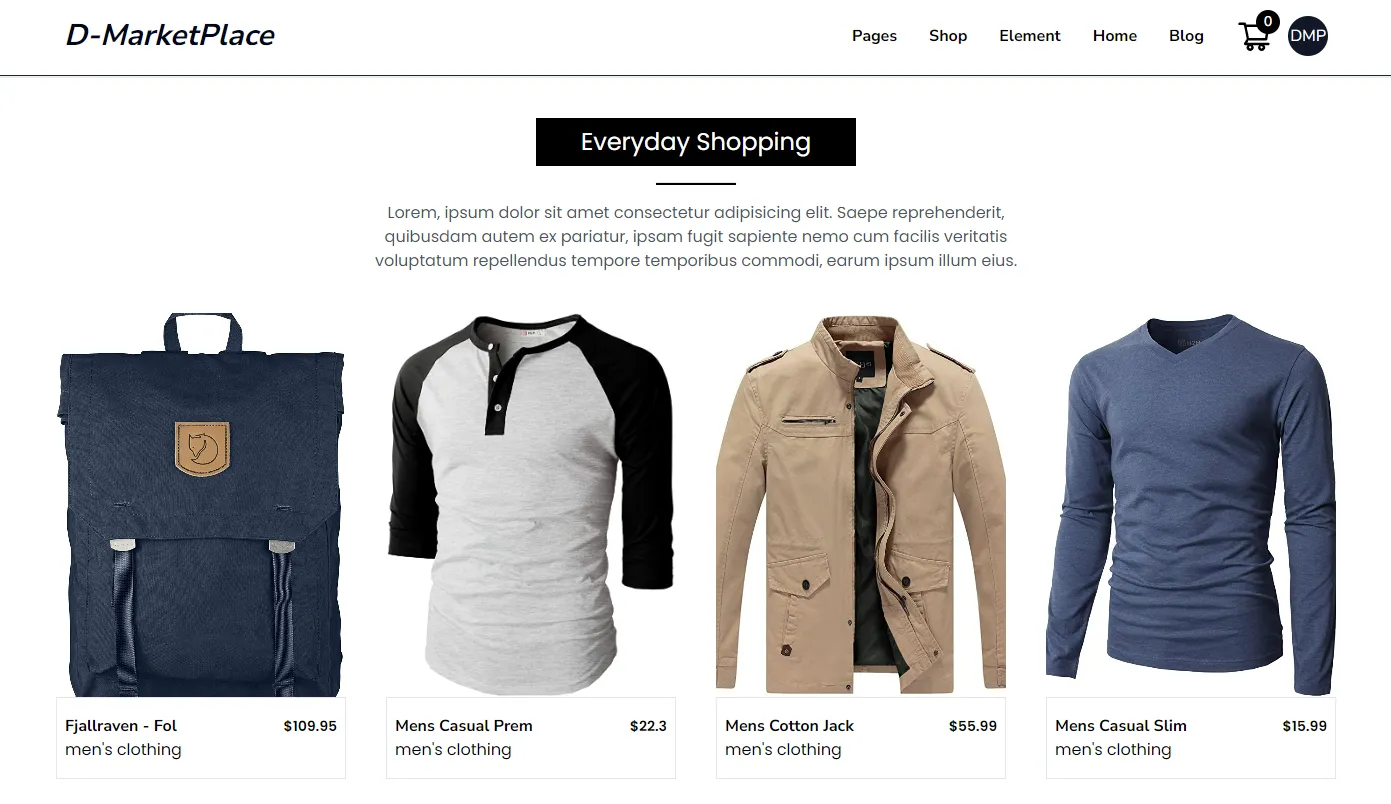 D-MarketPlace
Pages Shop Element Home Blog 0 DMP
Everyday Shopping
Lorem, ipsum dolor sit amet consectetur adipisicing elit. Saepe reprehenderit,
quibusdam autem ex pariatur, ipsam fugit sapiente nemo cum facilis veritatis
voluptatum repellendus tempore temporibus commodi, earum ipsum illum eius.
Fjallraven - Fol $109.95
men's clothing
Mens Casual Prem $22.3
men's clothing
Mens Cotton Jack $55.99
men's clothing
Mens Casual Slim $15.99
men's clothing